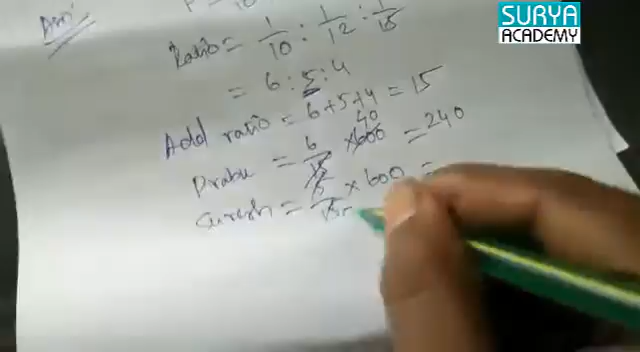 SURYA
ACADEMY
Ans:
Ratio = 1/10 : 1/12 : 1/15
= 6 : 5 : 4
Add ratio = 6+5+4 = 15
40
Prabu = 6/15 × 600 = 240
Suresh = 5/15 × 600 =